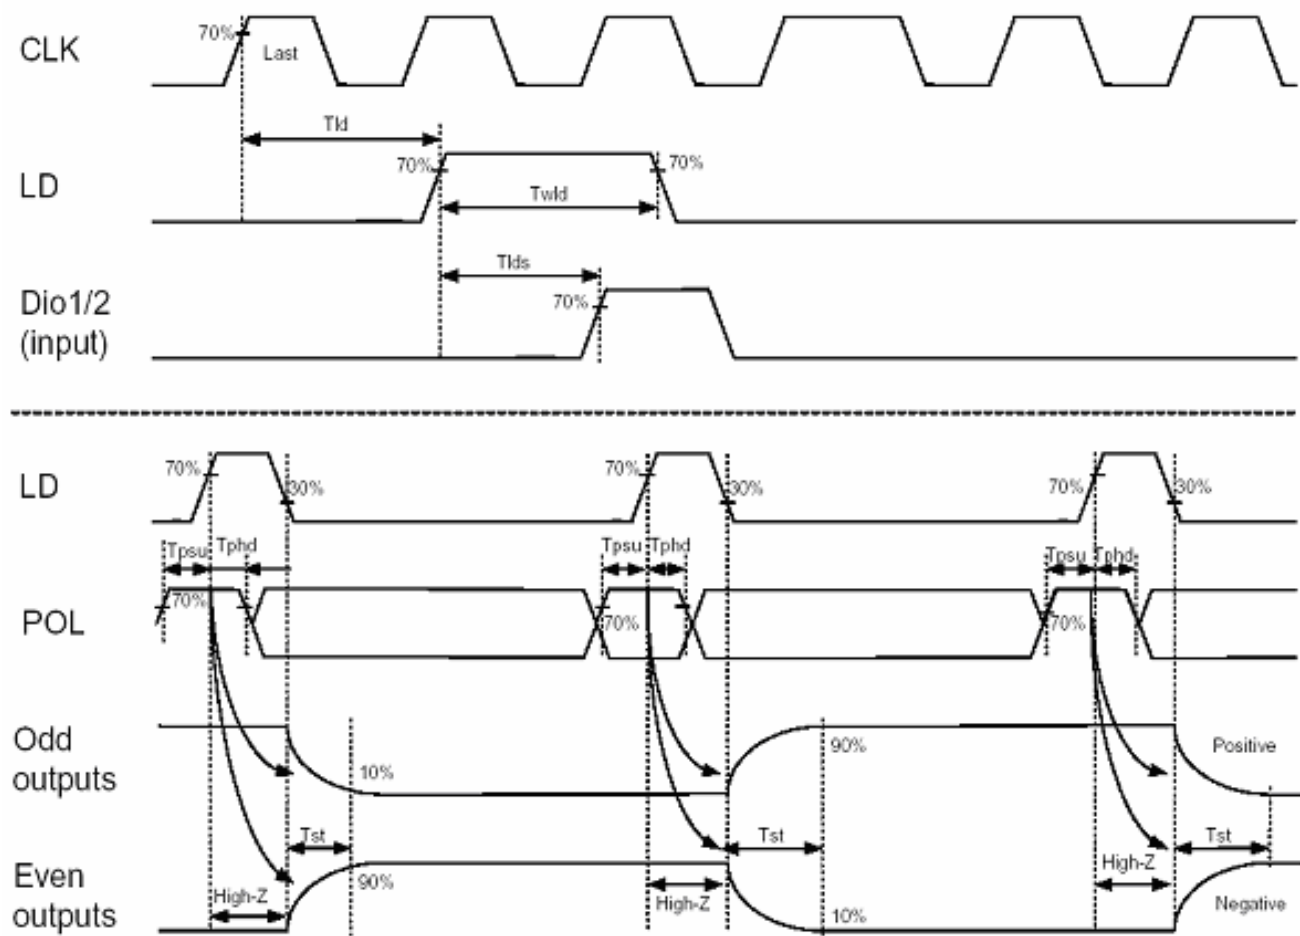 CLK
70%
Last
Tld
LD
70%
70%
Twld
Tlds
Dio1/2
(input)
70%
LD
70%
30%
70%
30%
70%
30%
Tpsu
Tphd
Tpsu
Tphd
Tpsu
Tphd
POL
70%
70%
70%
Odd
outputs
10%
90%
Positive
Tst
Tst
Tst
Even
outputs
High-Z
90%
High-Z
10%
High-Z
Negative